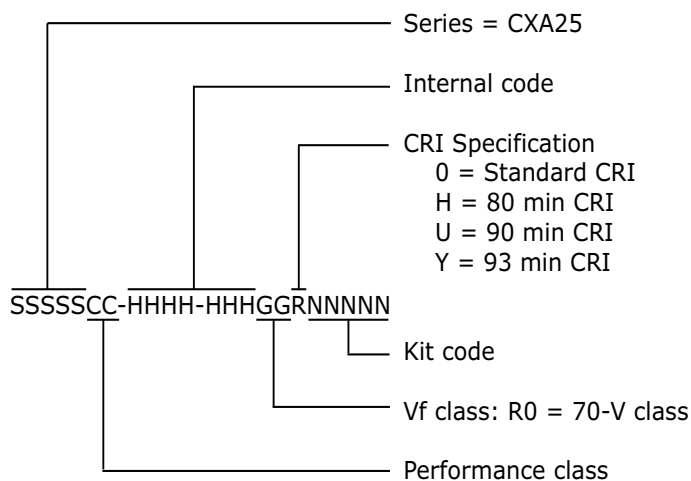 Series = CXA25
Internal code
CRI Specification
0 = Standard CRI
H = 80 min CRI
U = 90 min CRI
Y = 93 min CRI
SSSSSCC-HHHH-HHHGGRNNNNN
Kit code
Vf class: R0 = 70-V class
Performance class